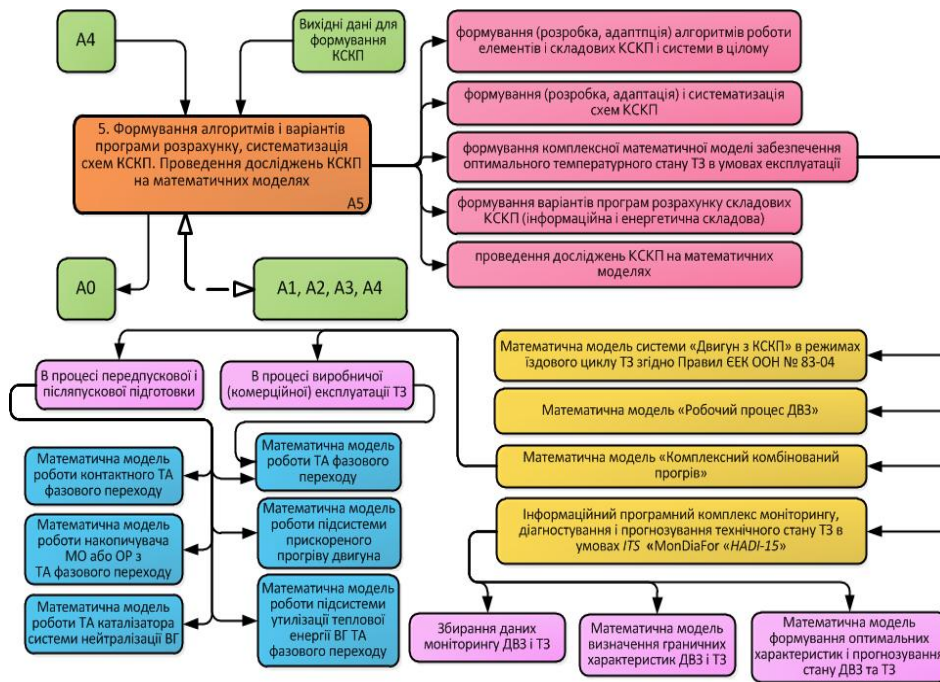 А4
Вихідні дані для
формування
КСКП
5. Формування алгоритмів і варіантів
програми розрахунку, систематизація
схем КСКП. Проведення досліджень КСКП
на математичних моделях
А5
А0
А1, А2, А3, А4
формування (розробка, адаптпція) алгоритмів роботи
елементів і складових КСКП і системи в цілому
формування (розробка, адаптація) і систематизація
схем КСКП
формування комплексної математичної моделі забезпечення
оптимального температурного стану ТЗ в умовах експлуатації
формування варіантів програм розрахунку складових
КСКП (інформаційна і енергетична складова)
проведення досліджень КСКП на математичних
моделях
В процесі передпускової і
післяпускової підготовки
В процесі виробничої
(комерційної) експлуатації ТЗ
Математична модель
роботи контактного ТА
фазового переходу
Математична модель
роботи накопичувача
МО або ОР з
ТА фазового переходу
Математична модель
роботи ТА каталізатора
системи нейтралізації ВГ
Математична модель
роботи ТА фазового
переходу
Математична модель
роботи підсистеми
прискореного
прогріву двигуна
Математична модель
роботи підсистеми
утилізації теплової
енергії ВГ ТА
фазового переходу
Математична модель системи «Двигун з КСКП» в режимах
їздового циклу ТЗ згідно Правил ЄЕК ООН № 83-04
Математична модель «Робочий процес ДВЗ»
Математична модель «Комплексний комбінований
прогрів»
Інформаційний програмний комплекс моніторингу,
діагностування і прогнозування технічного стану ТЗ в
умовах ITS «MonDiaFor «HADI-15»
Збирання даних
моніторингу ДВЗ і ТЗ
Математична модель
визначення граничних
характеристик ДВЗ і ТЗ
Математична модель
формування оптимальних
характеристик і прогнозування
стану ДВЗ та ТЗ